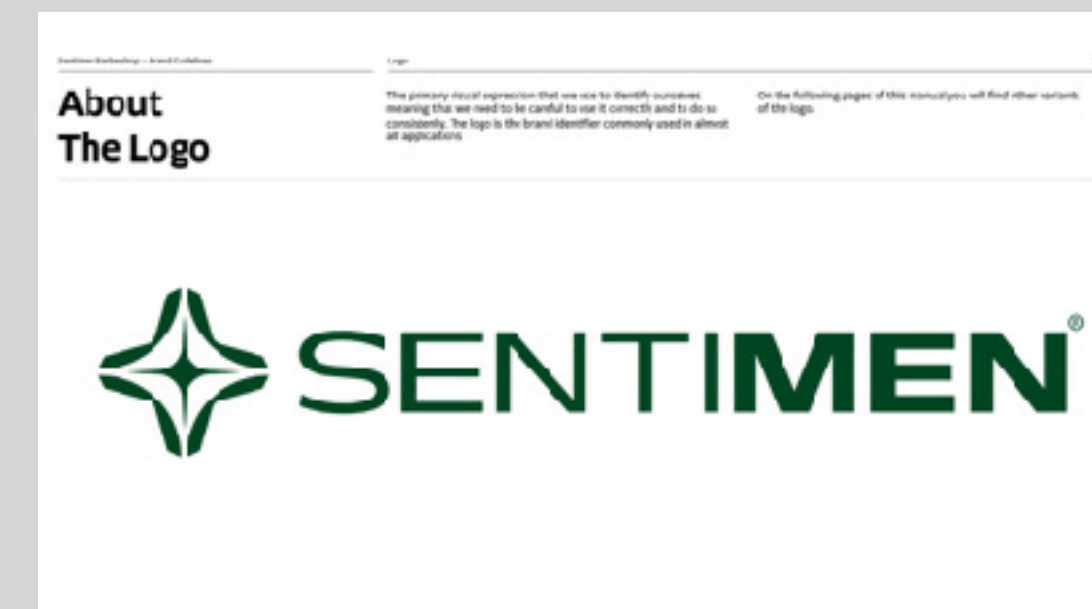 Brand Guidelines
Logo
About
The Logo
The primary visual expression that we use to identify ourselves
meaning that we need to be careful to use it correctly and to do so
consistently. The logo is the brand identifier commonly used in almost
all applications
On the following pages of this manual you will find other variants
of the logo.
SENTIMEN®